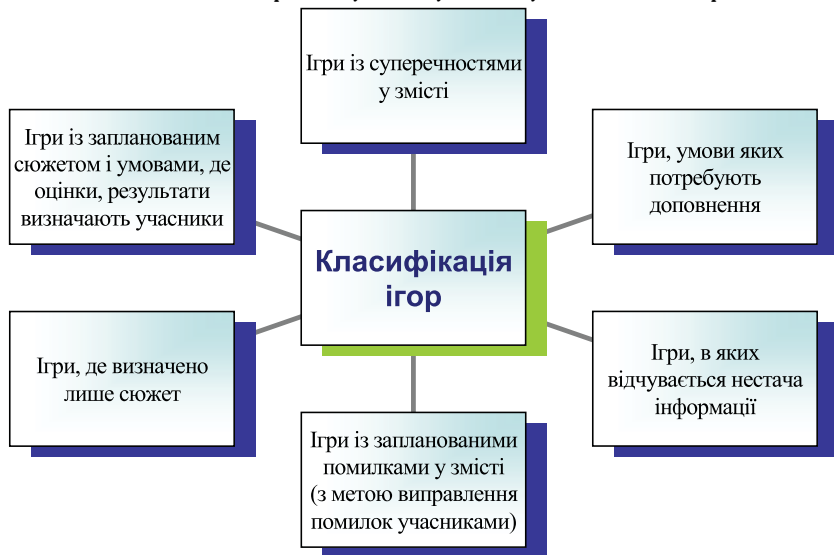 Ігри із суперечностями
у змісті
Ігри із запланованим
сюжетом і умовами, де
оцінки, результати
визначають учасники
Ігри, умови яких
потребують
доповнення
Класифікація
ігор
Ігри, де визначено
лише сюжет
Ігри, в яких
відчувається нестача
інформації
Ігри із запланованими
помилками у змісті
(з метою виправлення
помилок учасниками)